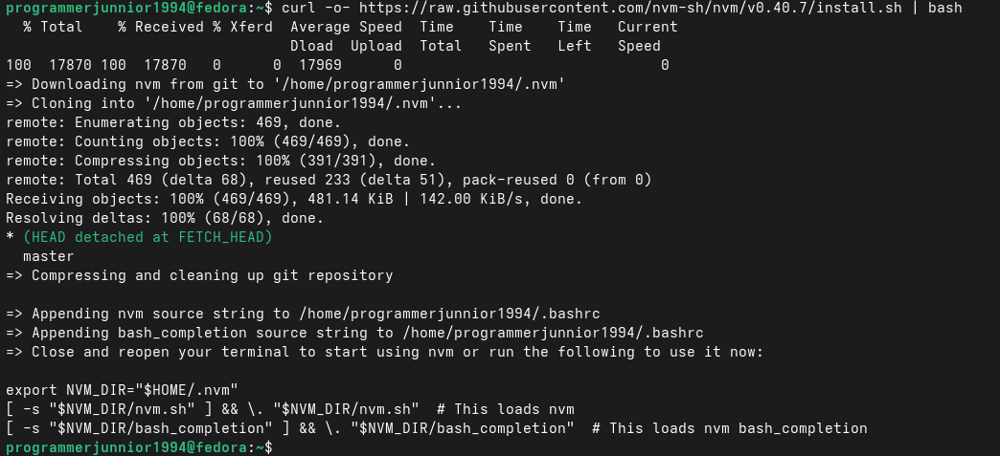 programmerjunnior1994@fedora:~$ curl -o- https://raw.githubusercontent.com/nvm-sh/nvm/v0.40.7/install.sh | bash
  % Total    % Received % Xferd  Average Speed  Time    Time    Time   Current
                                 Dload  Upload  Total   Spent   Left   Speed
100  17870 100  17870   0      0  17969      0                              0
=> Downloading nvm from git to '/home/programmerjunnior1994/.nvm'
=> Cloning into '/home/programmerjunnior1994/.nvm'...
remote: Enumerating objects: 469, done.
remote: Counting objects: 100% (469/469), done.
remote: Compressing objects: 100% (391/391), done.
remote: Total 469 (delta 68), reused 233 (delta 51), pack-reused 0 (from 0)
Receiving objects: 100% (469/469), 481.14 KiB | 142.00 KiB/s, done.
Resolving deltas: 100% (68/68), done.
* (HEAD detached at FETCH_HEAD)
  master
=> Compressing and cleaning up git repository

=> Appending nvm source string to /home/programmerjunnior1994/.bashrc
=> Appending bash_completion source string to /home/programmerjunnior1994/.bashrc
=> Close and reopen your terminal to start using nvm or run the following to use it now:

export NVM_DIR="$HOME/.nvm"
[ -s "$NVM_DIR/nvm.sh" ] && \. "$NVM_DIR/nvm.sh"  # This loads nvm
[ -s "$NVM_DIR/bash_completion" ] && \. "$NVM_DIR/bash_completion"  # This loads nvm bash_completion
programmerjunnior1994@fedora:~$